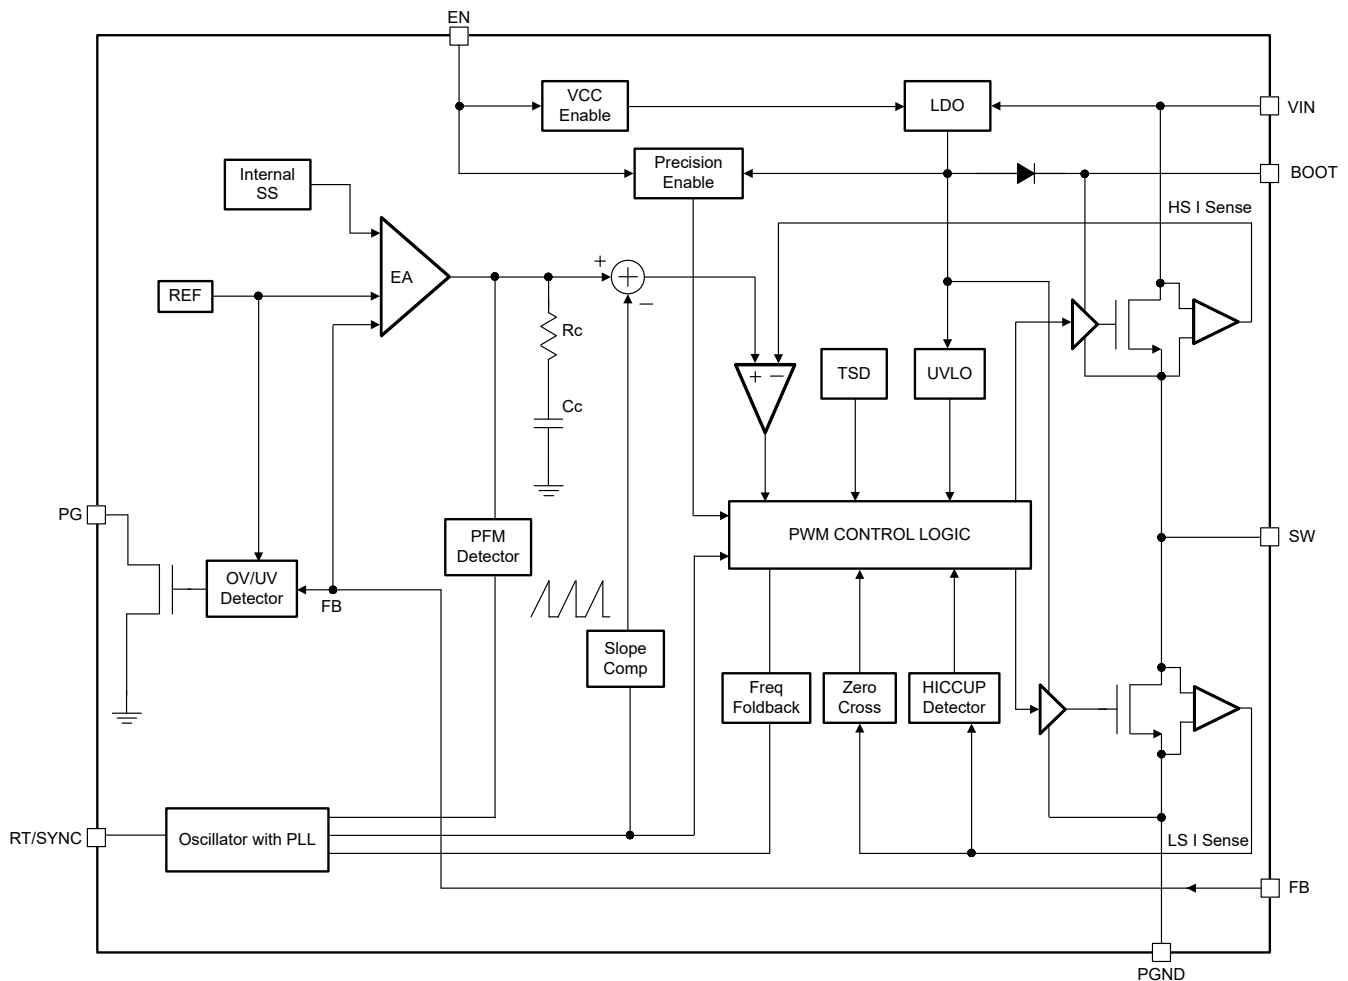 EN
VCC
Enable
LDO
VIN
Internal
SS
Precision
Enable
BOOT
HS I Sense
+
EA
+
−
REF
Rc
+ −
TSD
UVLO
Cc
PG
PFM
Detector
PWM CONTROL LOGIC
SW
OV/UV
Detector
FB
Slope
Comp
Freq
Foldback
Zero
Cross
HICCUP
Detector
RT/SYNC
Oscillator with PLL
LS I Sense
FB
PGND